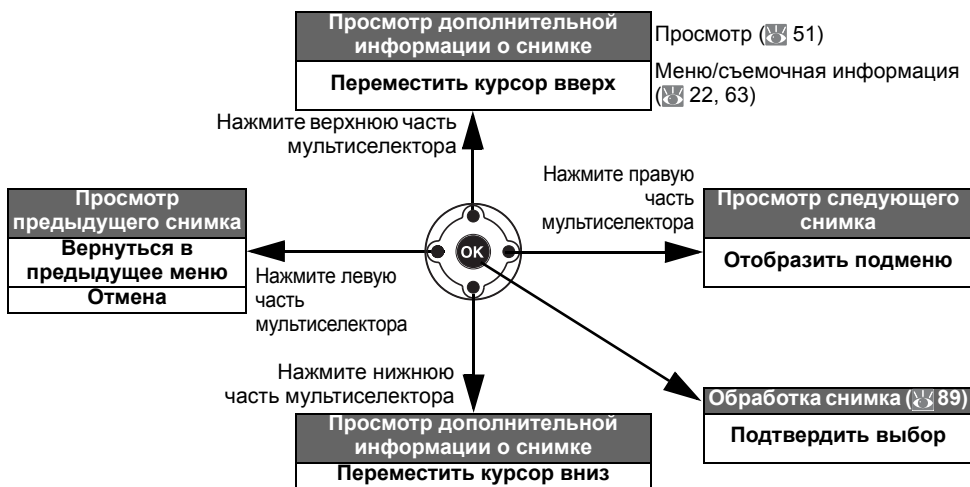 Просмотр дополнительной
информации о снимке
Переместить курсор вверх
Просмотр (51)
Меню/съемочная информация
(22, 63)
Нажмите верхнюю часть
мультиселектора
Нажмите правую
часть
мультиселектора
Просмотр
предыдущего снимка
Вернуться в
предыдущее меню
Отмена
OK
Просмотр следующего
снимка
Отобразить подменю
Нажмите левую
часть
мультиселектора
Нажмите нижнюю
часть мультиселектора
Обработка снимка (89)
Подтвердить выбор
Просмотр дополнительной
информации о снимке
Переместить курсор вниз